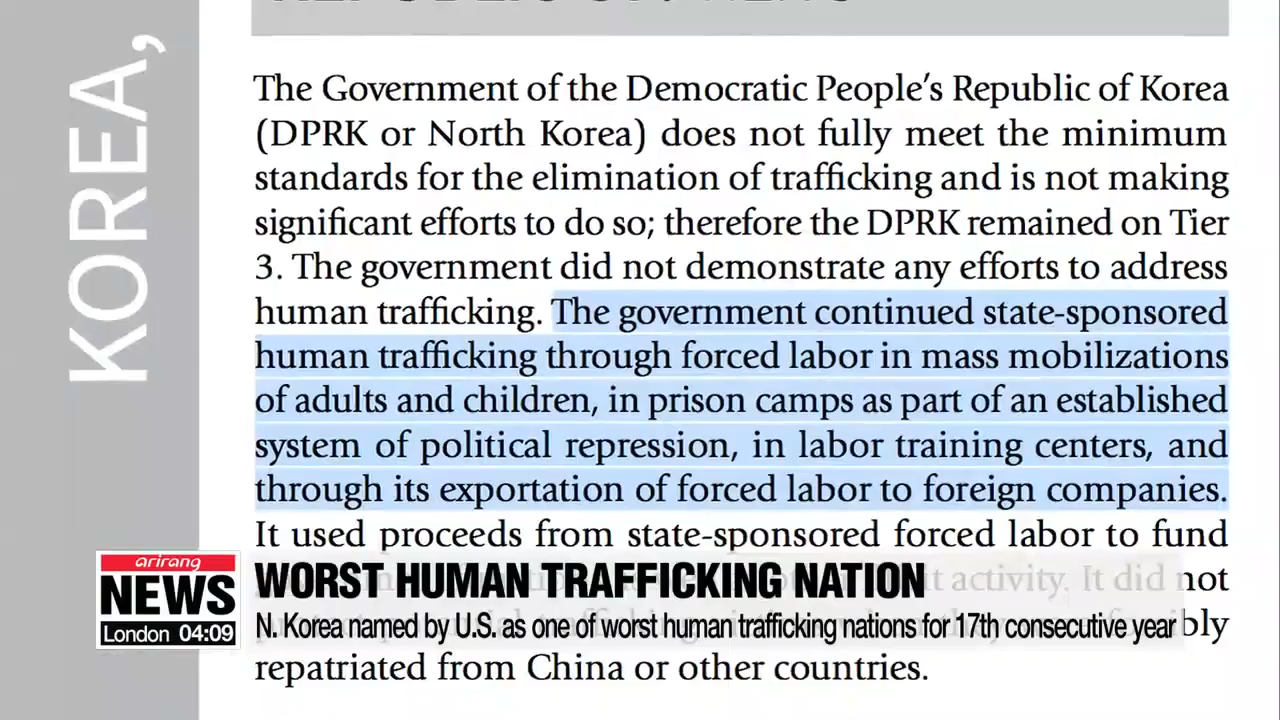 KOREA,
The Government of the Democratic People's Republic of Korea
(DPRK or North Korea) does not fully meet the minimum
standards for the elimination of trafficking and is not making
significant efforts to do so; therefore the DPRK remained on Tier
3. The government did not demonstrate any efforts to address
human trafficking. The government continued state-sponsored
human trafficking through forced labor in mass mobilizations
of adults and children, in prison camps as part of an established
system of political repression, in labor training centers, and
through its exportation of forced labor to foreign companies.
It used proceeds from state-sponsored forced labor to fund
activity. It did not
repatriated from China or other countries.
arirang
NEWS
London 04:09
WORST HUMAN TRAFFICKING NATION
N. Korea named by U.S. as one of worst human trafficking nations for 17th consecutive year